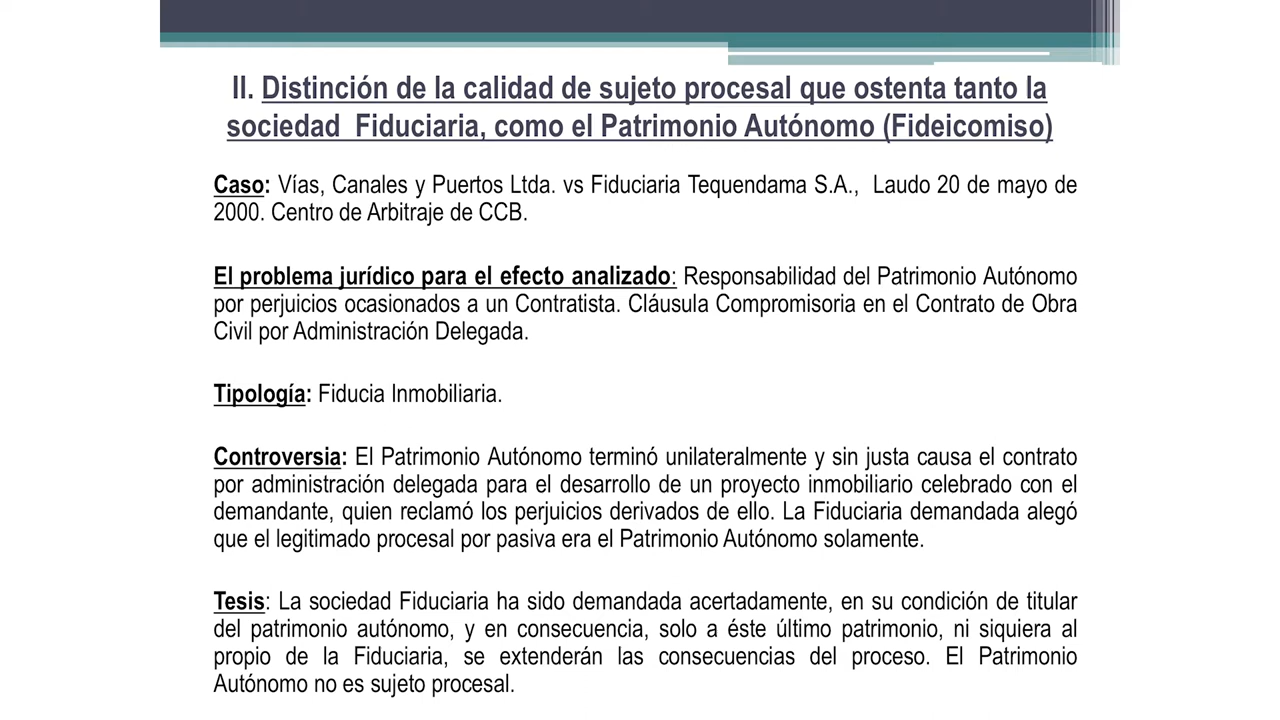 II. Distinción de la calidad de sujeto procesal que ostenta tanto la
sociedad Fiduciaria, como el Patrimonio Autónomo (Fideicomiso)
Caso: Vías, Canales y Puertos Ltda. vs Fiduciaria Tequendama S.A., Laudo 20 de mayo de
2000. Centro de Arbitraje de CCB.
El problema jurídico para el efecto analizado: Responsabilidad del Patrimonio Autónomo
por perjuicios ocasionados a un Contratista. Cláusula Compromisoria en el Contrato de Obra
Civil por Administración Delegada.
Tipología: Fiducia Inmobiliaria.
Controversia: El Patrimonio Autónomo terminó unilateralmente y sin justa causa el contrato
por administración delegada para el desarrollo de un proyecto inmobiliario celebrado con el
demandante, quien reclamó los perjuicios derivados de ello. La Fiduciaria demandada alegó
que el legitimado procesal por pasiva era el Patrimonio Autónomo solamente.
Tesis: La sociedad Fiduciaria ha sido demandada acertadamente, en su condición de titular
del patrimonio autónomo, y en consecuencia, solo a éste último patrimonio, ni siquiera al
propio de la Fiduciaria, se extenderán las consecuencias del proceso. El Patrimonio
Autónomo no es sujeto procesal.